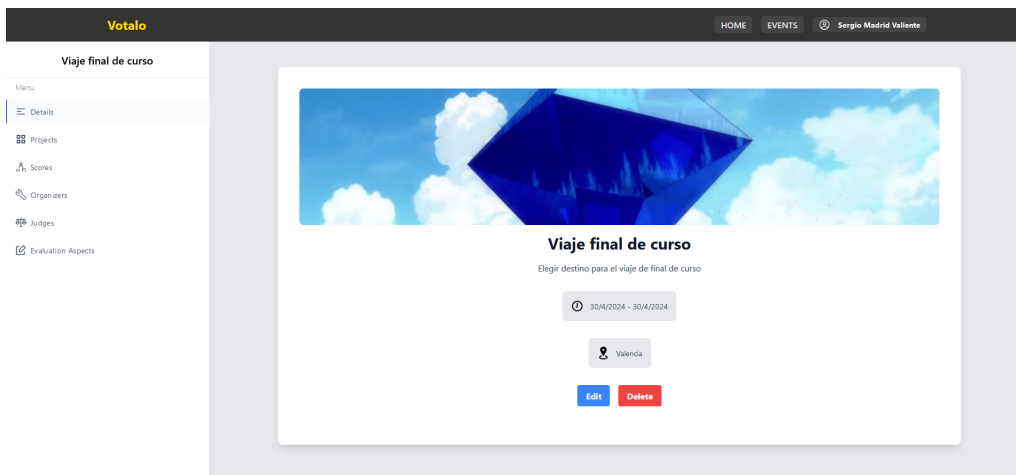 Votalo
HOME EVENTS Sergio Madrid Valiente
Viaje final de curso
Menu
Details
Projects
Scores
Organizers
Judges
Evaluation Aspects
Viaje final de curso
Elegir destino para el viaje de final de curso
30/4/2024 - 30/4/2024
Valencia
Edit Delete